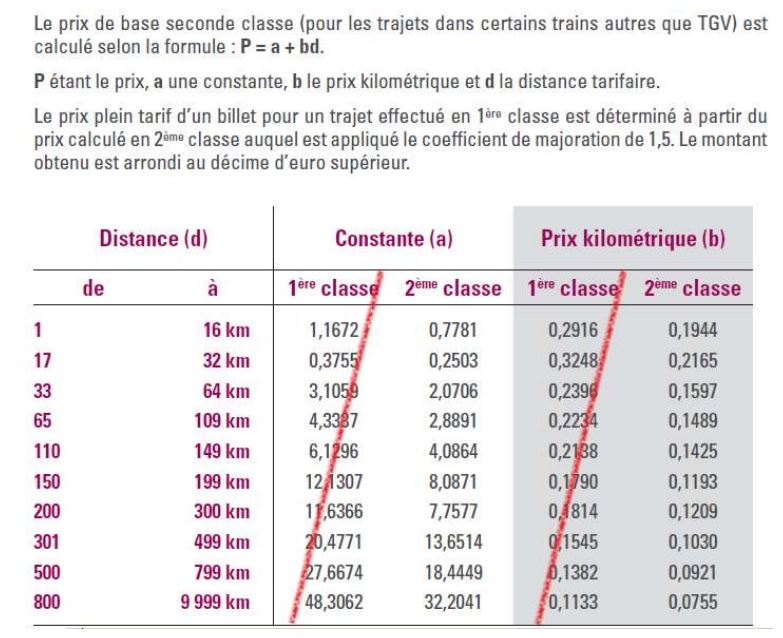 Le prix de base seconde classe (pour les trajets dans certains trains autres que TGV) est
calculé selon la formule : P = a + bd.
P étant le prix, a une constante, b le prix kilométrique et d la distance tarifaire.
Le prix plein tarif d'un billet pour un trajet effectué en 1ère classe est déterminé à partir du
prix calculé en 2ème classe auquel est appliqué le coefficient de majoration de 1,5. Le montant
obtenu est arrondi au décime d'euro supérieur.
Distance (d) Constante (a) Prix kilométrique (b)
de à 1ère classe 2ème classe 1ère classe 2ème classe
1 16 km 1,1672 0,7781 0,2916 0,1944
17 32 km 0,3755 0,2503 0,3248 0,2165
33 64 km 3,1059 2,0706 0,2396 0,1597
65 109 km 4,3337 2,8891 0,2234 0,1489
110 149 km 6,1296 4,0864 0,2138 0,1425
150 199 km 12,1307 8,0871 0,1790 0,1193
200 300 km 11,6366 7,7577 0,1814 0,1209
301 499 km 20,4771 13,6514 0,1545 0,1030
500 799 km 27,6674 18,4449 0,1382 0,0921
800 9 999 km 48,3062 32,2041 0,1133 0,0755